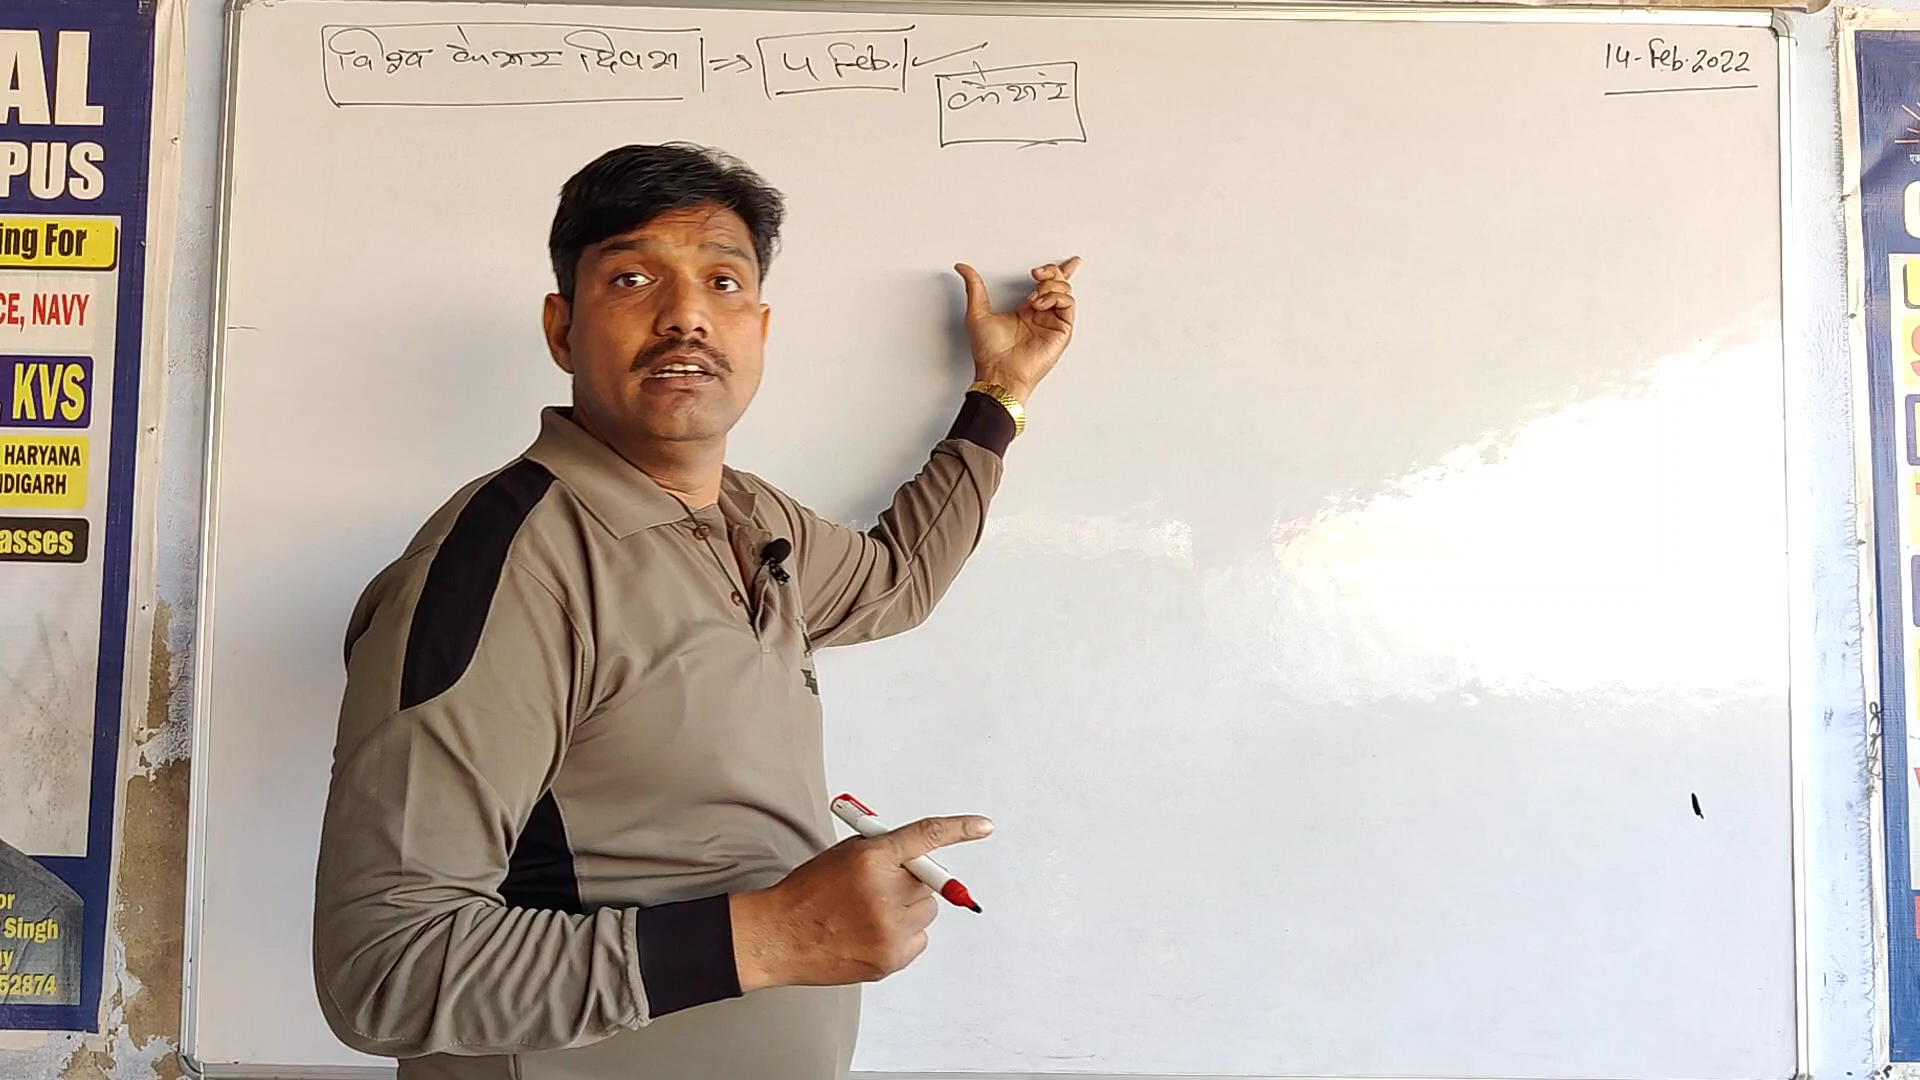 विश्व केंसर दिवस => 4 Feb.
केंसर
14-Feb.2022
AL
PUS
ing For
CE, NAVY
KVS
HARYANA
NDIGARH
asses
or
Singh
52874